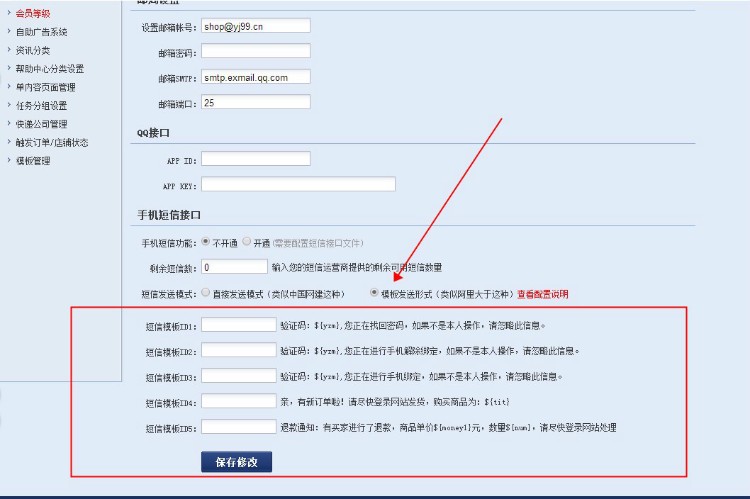 会员等级
自助广告系统
资讯分类
帮助中心分类设置
单内容页面管理
任务分组设置
快递公司管理
触发订单/店铺状态
模板管理
设置邮箱帐号: shop@yj99.cn
邮箱密码:
邮箱SMTP: smtp.exmail.qq.com
邮箱端口: 25
QQ接口
APP ID:
APP KEY:
手机短信接口
手机短信功能: 不开通 开通 (需要配置短信接口文件)
剩余短信数: 0 输入您的短信运营商提供的剩余可用短信数量
短信发送模式: 直接发送模式 (类似中国网建这种) 模板发送形式 (类似阿里大于这种) 查看配置说明
短信模板ID1: 验证码: ${yzm},您正在找回密码, 如果不是本人操作, 请忽略此信息。
短信模板ID2: 验证码: ${yzm},您正在进行手机解除绑定, 如果不是本人操作, 请忽略此信息。
短信模板ID3: 验证码: ${yzm},您正在进行手机绑定, 如果不是本人操作, 请忽略此信息。
短信模板ID4: 亲, 有新订单啦! 请尽快登录网站发货, 购买商品为: ${tit}
短信模板ID5: 退款通知: 有买家进行了退款, 商品单价${money1}元, 数量${num}, 请尽快登录网站处理
保存修改